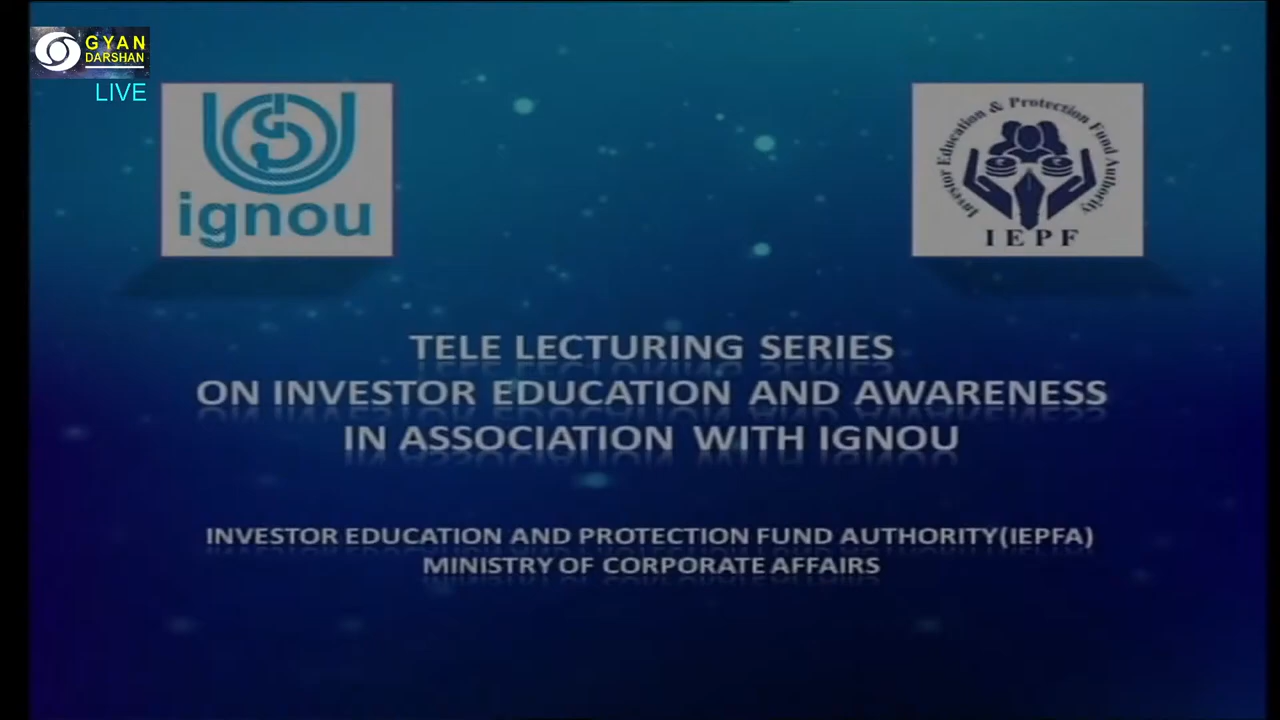 GYAN
DARSHAN
LIVE
ignou
Investor Education & Protection Fund Authority
IEPF
TELE LECTURING SERIES
ON INVESTOR EDUCATION AND AWARENESS
IN ASSOCIATION WITH IGNOU
INVESTOR EDUCATION AND PROTECTION FUND AUTHORITY(IEPFA)
MINISTRY OF CORPORATE AFFAIRS